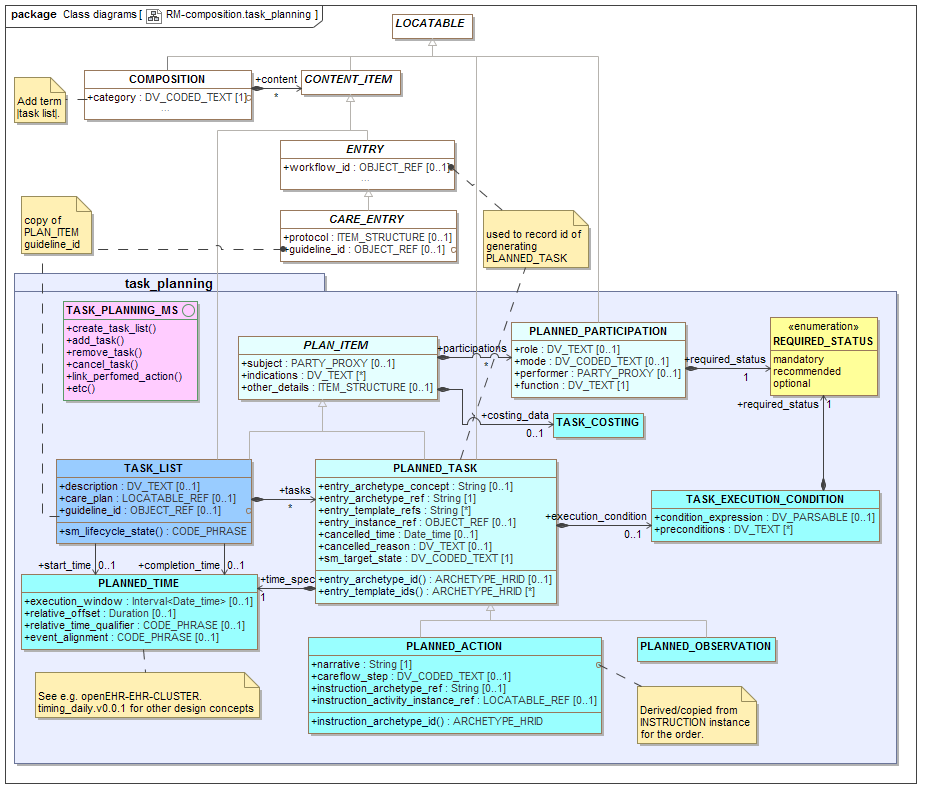 package Class diagrams [ RM-composition.task_planning ]
LOCATABLE
COMPOSITION
+category : DV_CODED_TEXT [1]
...
+content
*
CONTENT_ITEM
Add term
|task list|.
ENTRY
+workflow_id : OBJECT_REF [0..1]
...
CARE_ENTRY
+protocol : ITEM_STRUCTURE [0..1]
+guideline_id : OBJECT_REF [0..1]
copy of
PLAN_ITEM
guideline_id
used to record id of
generating
PLANNED_TASK
task_planning
TASK_PLANNING_MS
+create_task_list()
+add_task()
+remove_task()
+cancel_task()
+link_perfomed_action()
+etc()
PLAN_ITEM
+subject : PARTY_PROXY [0..1]
+indications : DV_TEXT [*]
+other_details : ITEM_STRUCTURE [0..1]
+participations
*
PLANNED_PARTICIPATION
+role : DV_TEXT [0..1]
+mode : DV_CODED_TEXT [0..1]
+performer : PARTY_PROXY [0..1]
+function : DV_TEXT [1]
+required_status
1
«enumeration»
REQUIRED_STATUS
mandatory
recommended
optional
+required_status 1
+costing_data
0..1
TASK_COSTING
TASK_LIST
+description : DV_TEXT [0..1]
+care_plan : LOCATABLE_REF [0..1]
+guideline_id : OBJECT_REF [0..1]
+sm_lifecycle_state() : CODE_PHRASE
+tasks
*
PLANNED_TASK
+entry_archetype_concept : String [0..1]
+entry_archetype_ref : String [1]
+entry_template_refs : String [*]
+entry_instance_ref : OBJECT_REF [0..1]
+cancelled_time : Date_time [0..1]
+cancelled_reason : DV_TEXT [0..1]
+sm_target_state : DV_CODED_TEXT [1]
+entry_archetype_id() : ARCHETYPE_HRID [0..1]
+entry_template_ids() : ARCHETYPE_HRID [*]
+execution_condition
0..1
TASK_EXECUTION_CONDITION
+condition_expression : DV_PARSABLE [0..1]
+preconditions : DV_TEXT [*]
+start_time 0..1
+completion_time 0..1
+time_spec
1
PLANNED_TIME
+execution_window : Interval<Date_time> [0..1]
+relative_offset : Duration [0..1]
+relative_time_qualifier : CODE_PHRASE [0..1]
+event_alignment : CODE_PHRASE [0..1]
See e.g. openEHR-EHR-CLUSTER.
timing_daily.v0.0.1 for other design concepts
PLANNED_ACTION
+narrative : String [1]
+careflow_step : DV_CODED_TEXT [0..1]
+instruction_archetype_ref : String [0..1]
+instruction_activity_instance_ref : LOCATABLE_REF [0..1]
+instruction_archetype_id() : ARCHETYPE_HRID
PLANNED_OBSERVATION
Derived/copied from
INSTRUCTION instance
for the order.